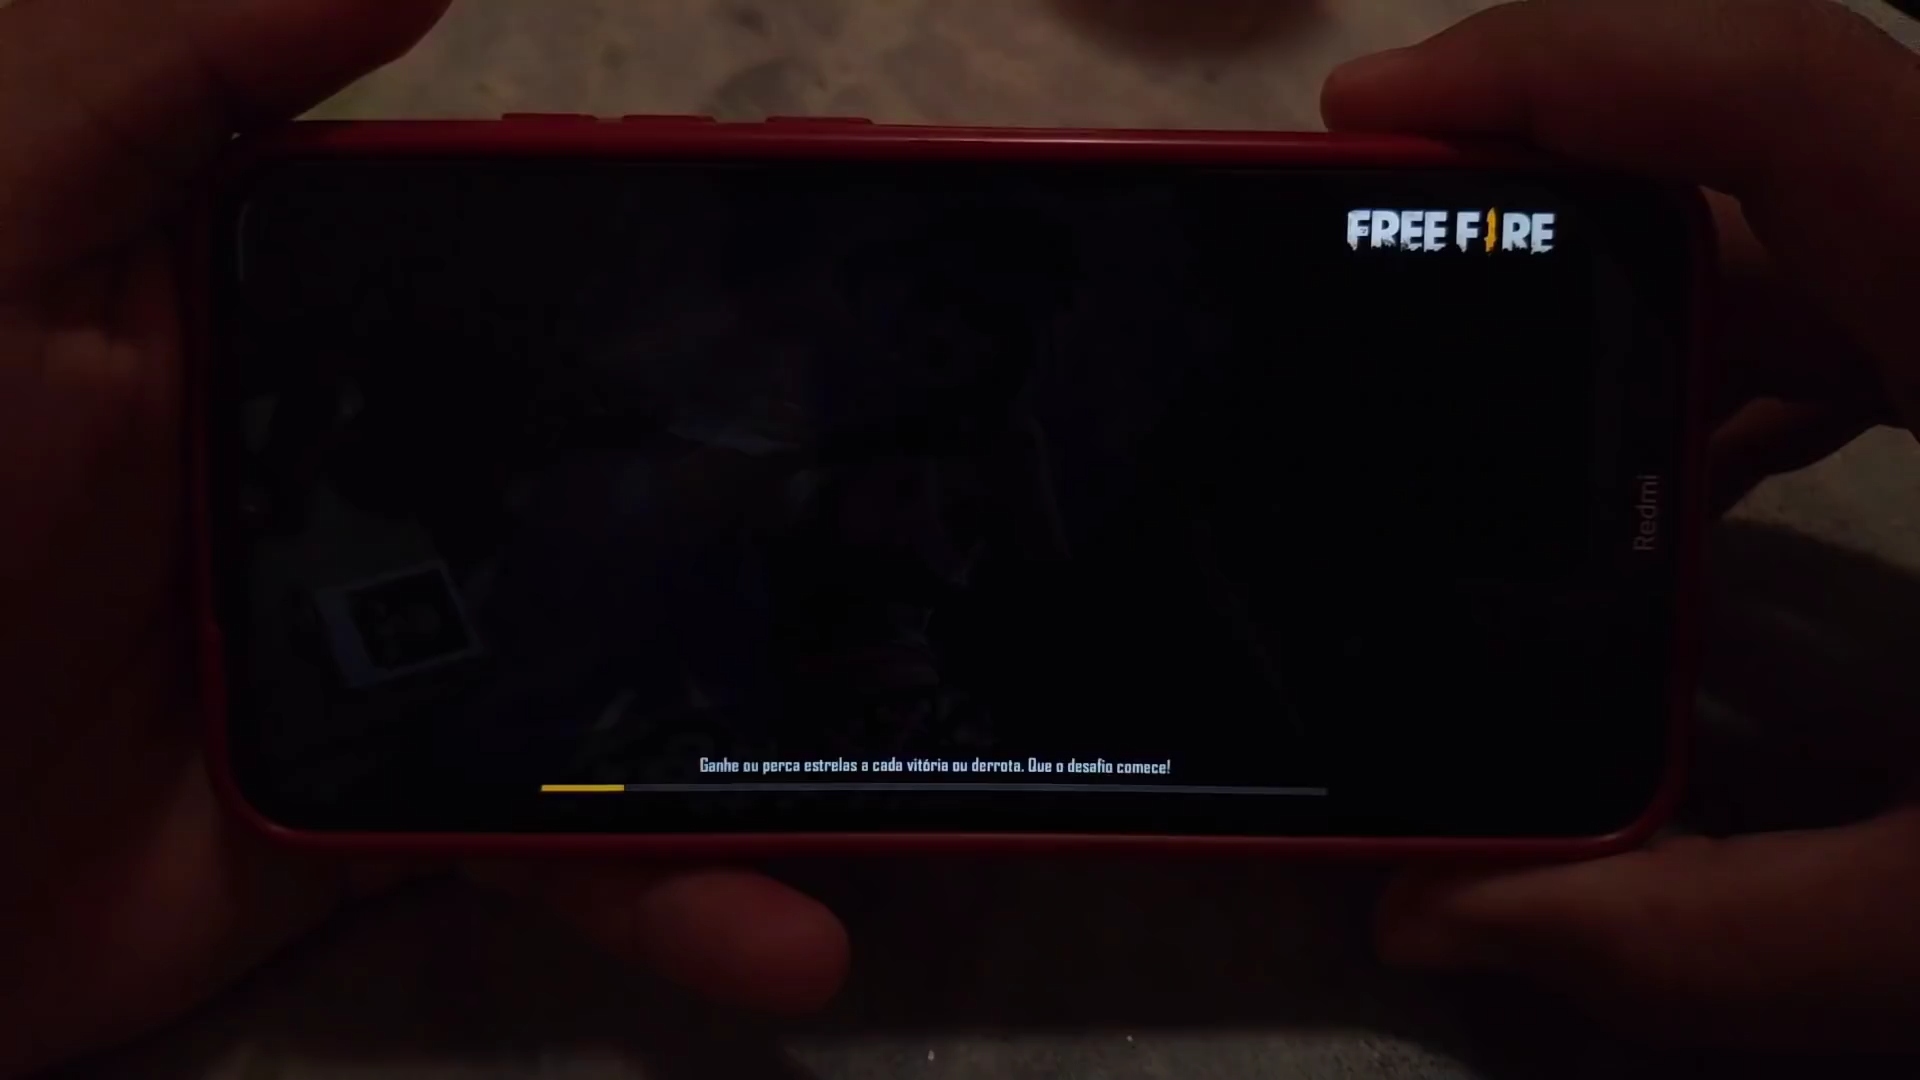 FREE FIRE
Redmi
Ganhe ou perca estrelas a cada vitória ou derrota. Que o desafio comece!